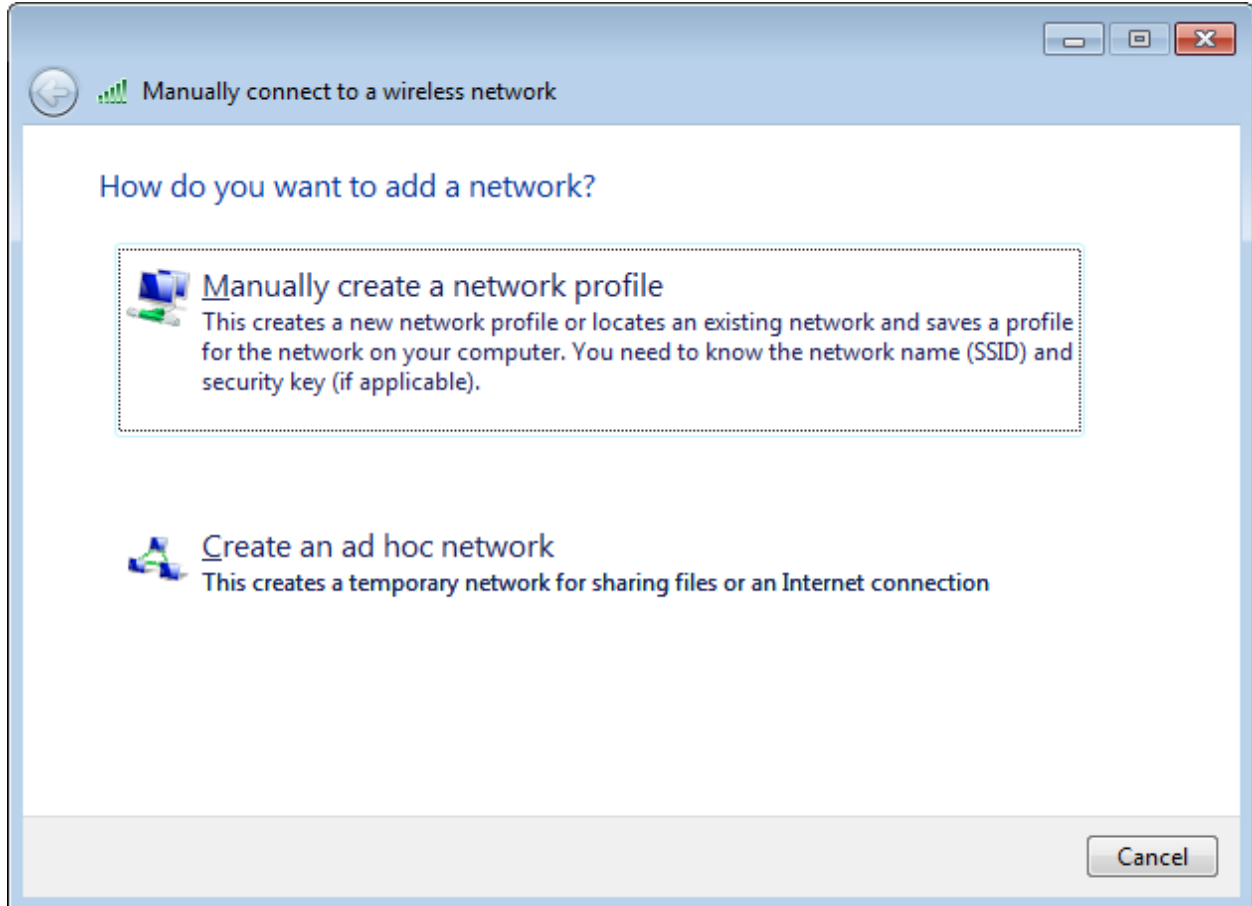 Manually connect to a wireless network
How do you want to add a network?
Manually create a network profile
This creates a new network profile or locates an existing network and saves a profile
for the network on your computer. You need to know the network name (SSID) and
security key (if applicable).
Create an ad hoc network
This creates a temporary network for sharing files or an Internet connection
Cancel